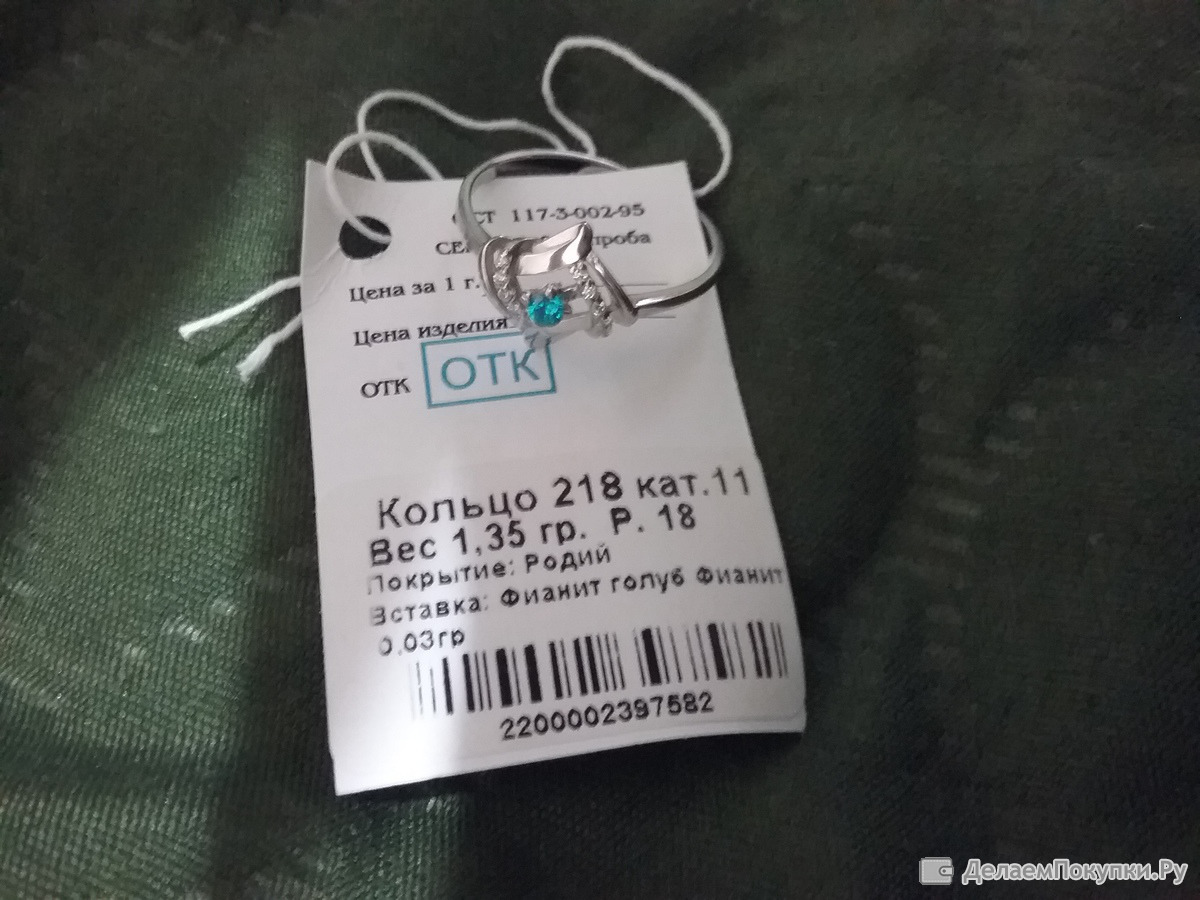 117-3-002-95
проба
Цена за 1 г.
Цена изделия
ОТК ОТК
Кольцо 218 кат.11
Вес 1,35 гр. Р. 18
Покрытие: Родий
Вставка: Фианит голуб Фианит
0,03гр
2200002397582
ДелаемПокупки.Ру